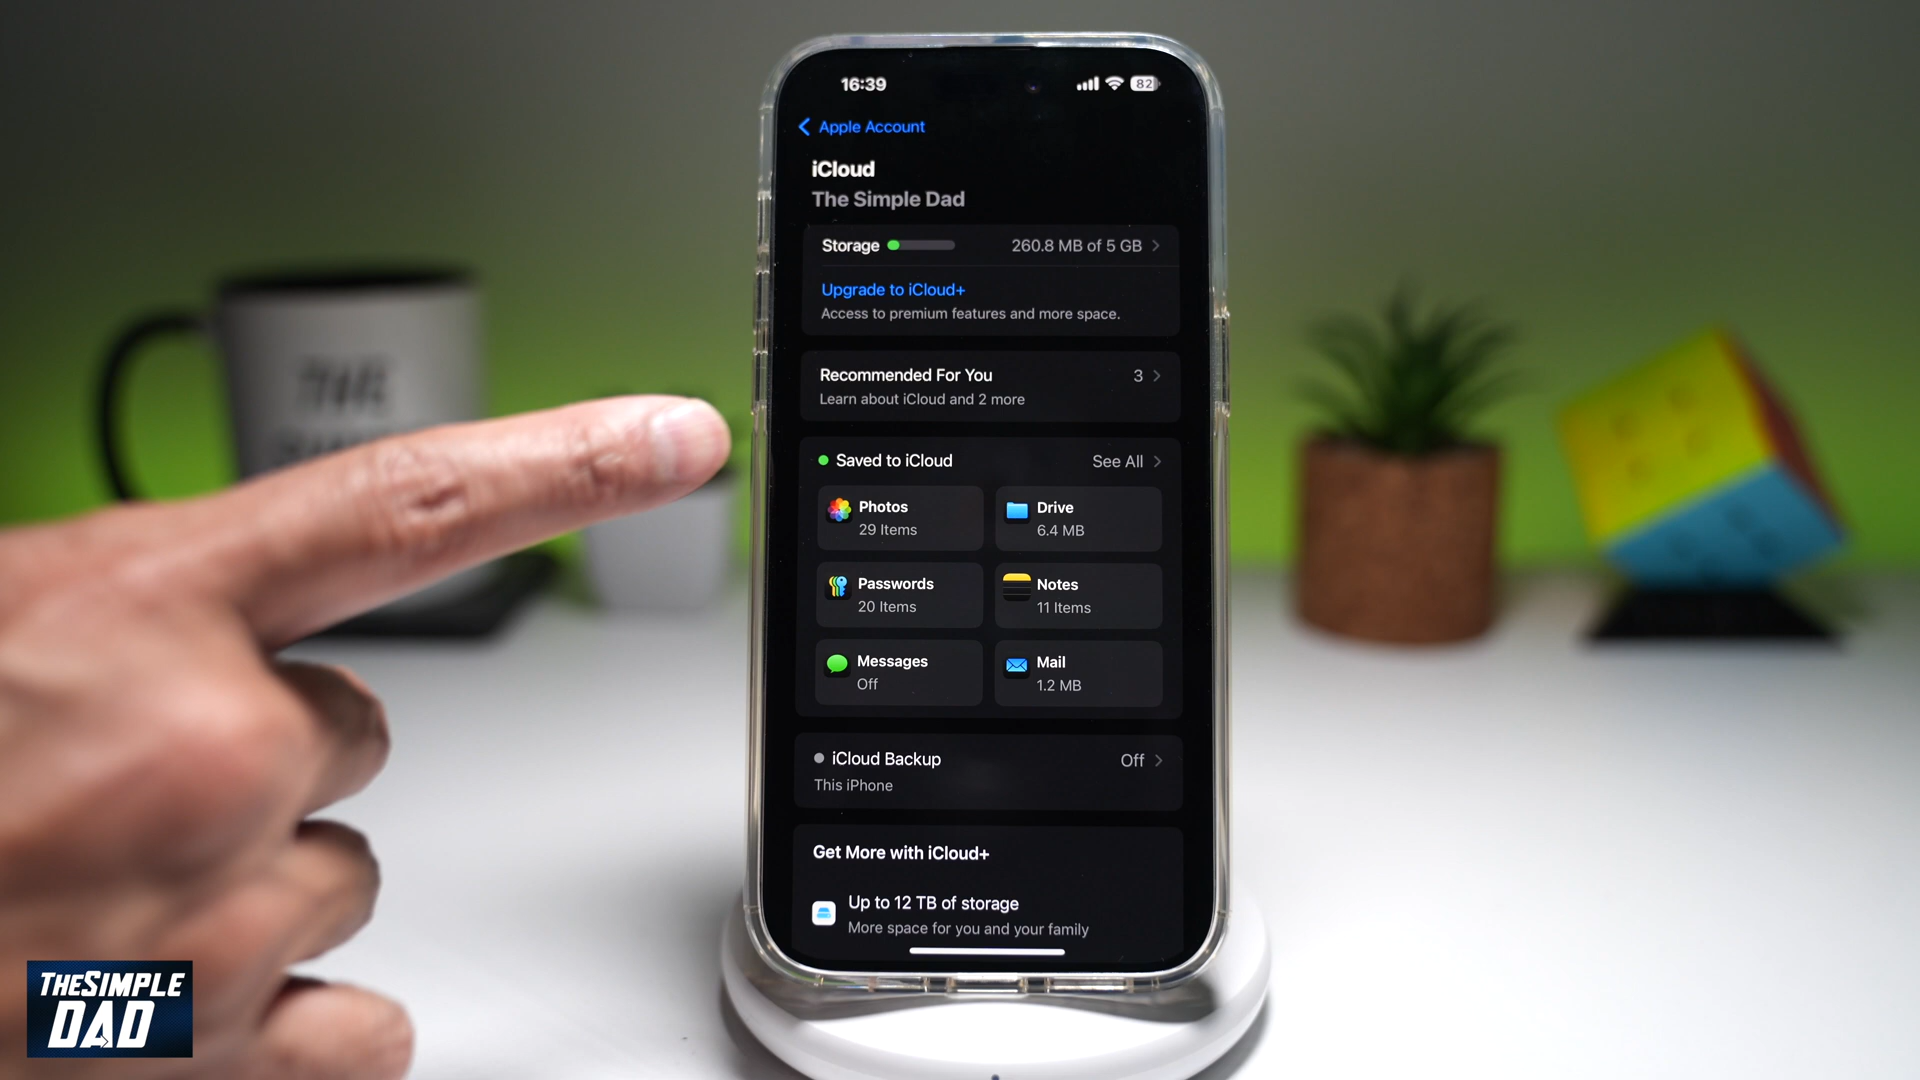 16:39
82
Apple Account
iCloud
The Simple Dad
Storage 260.8 MB of 5 GB
Upgrade to iCloud+
Access to premium features and more space.
Recommended For You 3
Learn about iCloud and 2 more
Saved to iCloud See All
Photos
29 Items
Drive
6.4 MB
Passwords
20 Items
Notes
11 Items
Messages
Off
Mail
1.2 MB
iCloud Backup Off
This iPhone
Get More with iCloud+
Up to 12 TB of storage
More space for you and your family
THE
THESIMPLE
DAD